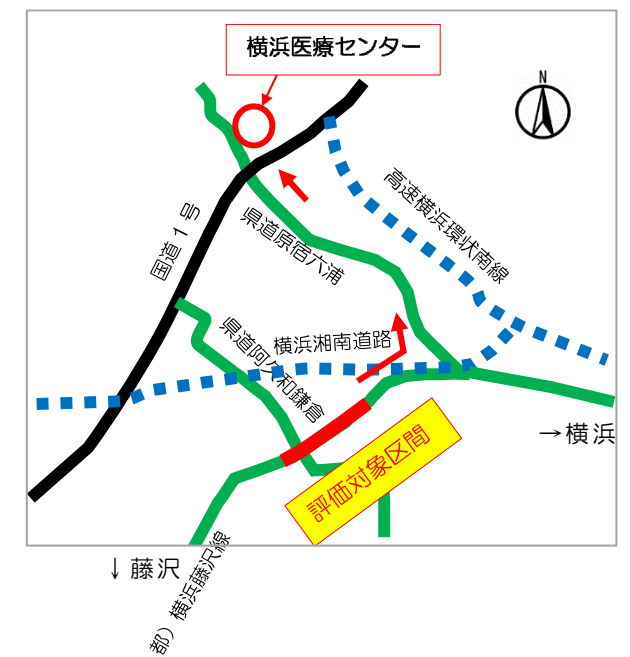 横浜医療センター
N
高速横浜環状南線
国道１号
県道原宿六浦
県道阿久和鎌倉
横浜湘南道路
→横浜
評価対象区間
↓藤沢
都）横浜藤沢線